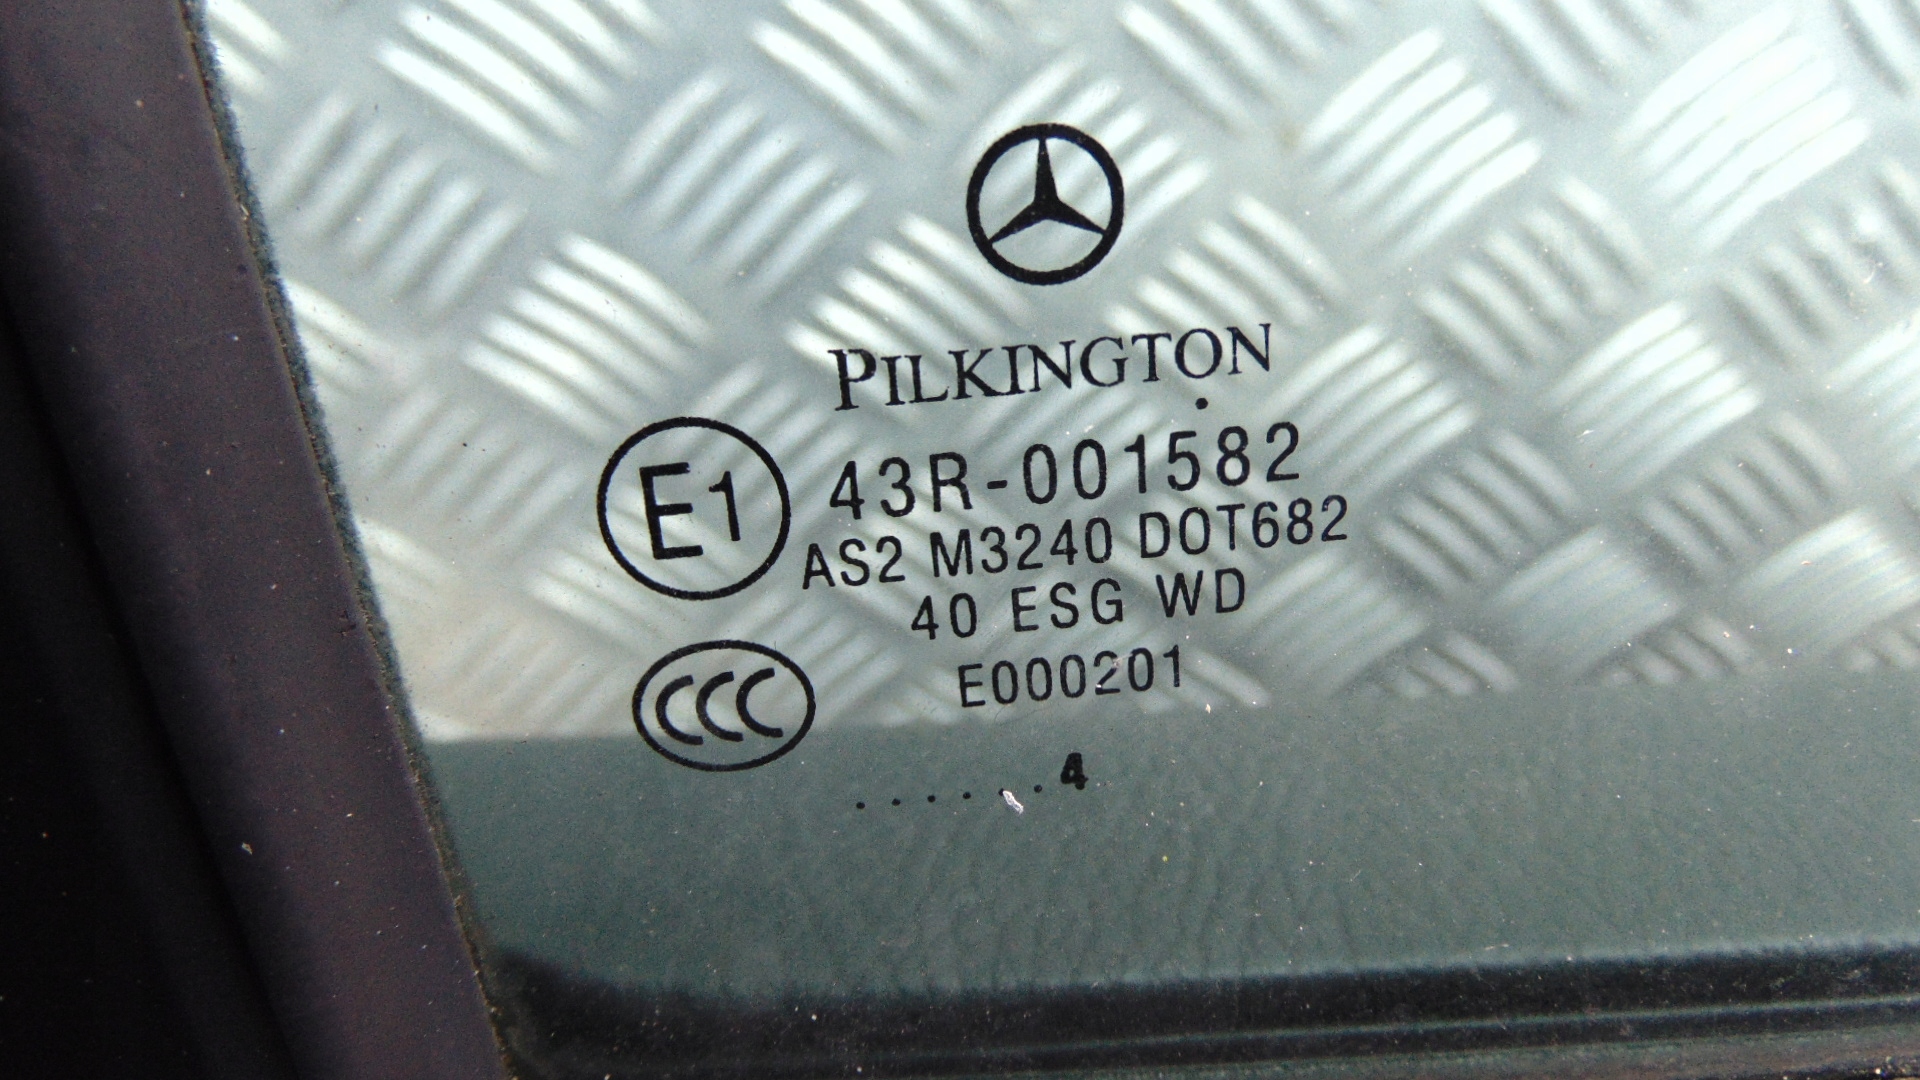 PILKINGTON
E1 43R-001582
AS2 M3240 DOT682
40 ESG WD
CCC E000201
......4